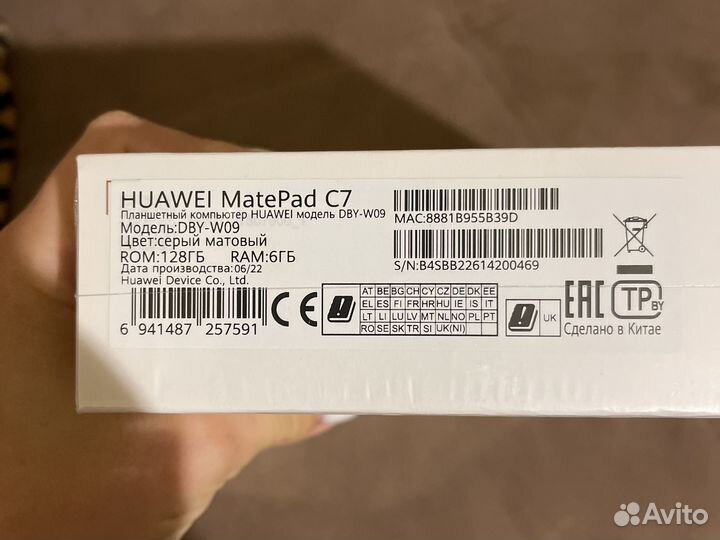 HUAWEI MatePad C7
Планшетный компьютер HUAWEI модель DBY-W09
Модель:DBY-W09
Цвет:серый матовый
ROM:128ГБ RAM:6ГБ
Дата производства:06/22
Huawei Device Co., Ltd.
6 941487 257591
CE
MAC:8881B955B39D
S/N:B4SBB22614200469
AT BE BG CH CY CZ DE DK EE
EL ES FI FR HR HU IE IS IT
LT LI LU LV MT NL NO PL PT
RO SE SK TR SI UK(NI)
UK
EAC
TP BY
Сделано в Китае
Avito